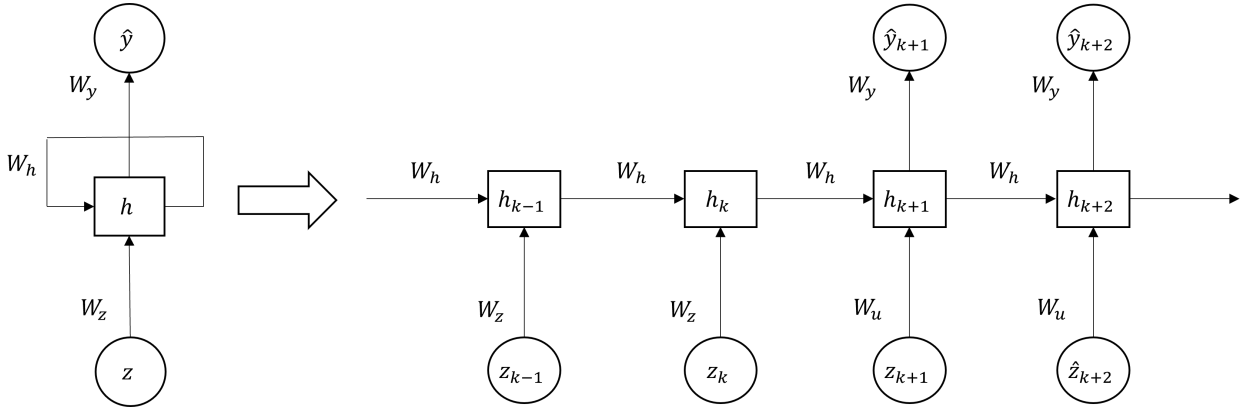 ŷ
W_y
W_h
h
W_z
z
ŷ_{k+1}
ŷ_{k+2}
W_y
W_y
W_h
W_h
W_h
W_h
h_{k−1}
h_k
h_{k+1}
h_{k+2}
W_z
W_z
W_u
W_u
z_{k−1}
z_k
z_{k+1}
ẑ_{k+2}